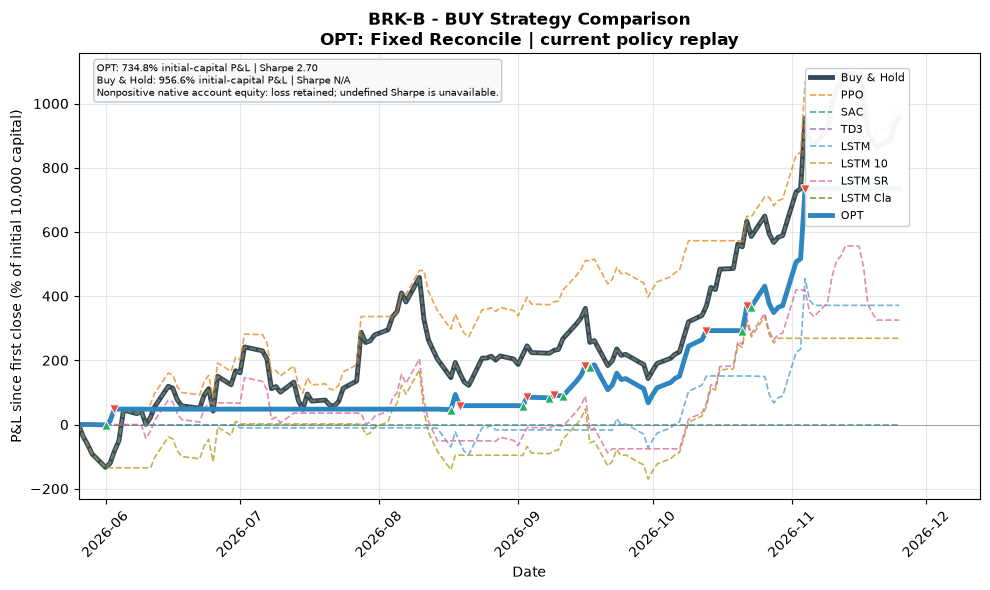 BRK-B - BUY Strategy Comparison
OPT: Fixed Reconcile | current policy replay
OPT: 734.8% initial-capital P&L | Sharpe 2.70
Buy & Hold: 956.6% initial-capital P&L | Sharpe N/A
Nonpositive native account equity: loss retained; undefined Sharpe is unavailable.
Buy & Hold
PPO
SAC
TD3
LSTM
LSTM 10
LSTM SR
LSTM Cla
OPT
P&L since first close (% of initial 10,000 capital)
1000
800
600
400
200
0
−200
2026-06
2026-07
2026-08
2026-09
2026-10
2026-11
2026-12
Date